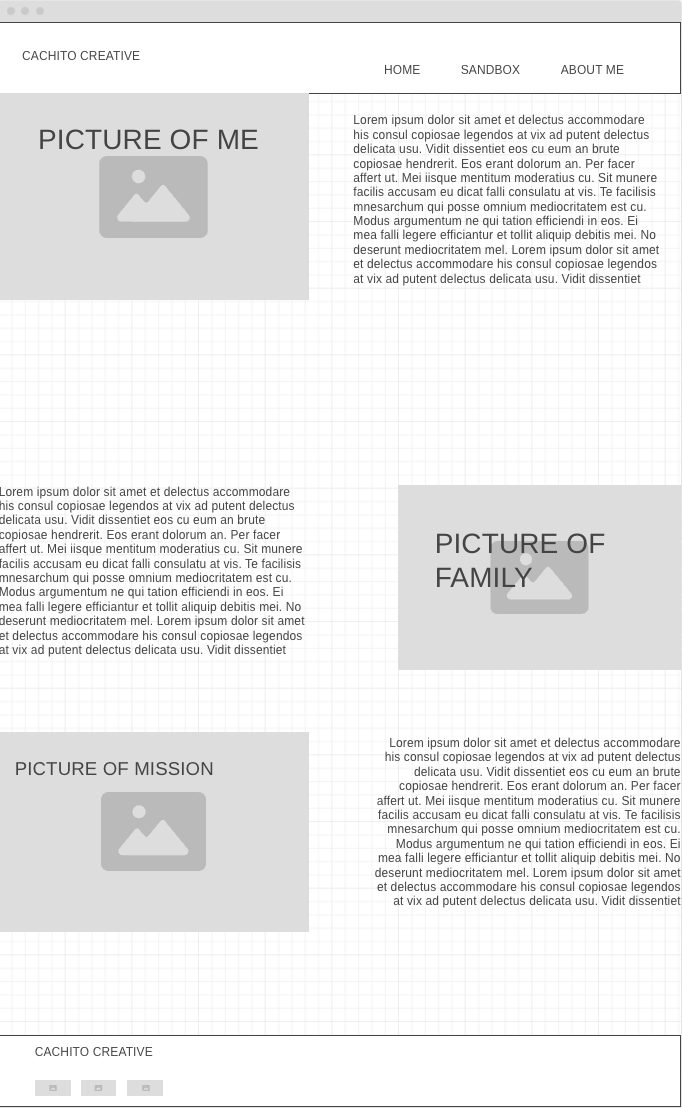 CACHITO CREATIVE
HOME SANDBOX ABOUT ME
PICTURE OF ME
Lorem ipsum dolor sit amet et delectus accommodare
his consul copiosae legendos at vix ad putent delectus
delicata usu. Vidit dissentiet eos cu eum an brute
copiosae hendrerit. Eos erant dolorum an. Per facer
affert ut. Mei iisque mentitum moderatius cu. Sit munere
facilis accusam eu dicat falli consulatu at vis. Te facilisis
mnesarchum qui posse omnium mediocritatem est cu.
Modus argumentum ne qui tation efficiendi in eos. Ei
mea falli legere efficiantur et tollit aliquip debitis mei. No
deserunt mediocritatem mel. Lorem ipsum dolor sit amet
et delectus accommodare his consul copiosae legendos
at vix ad putent delectus delicata usu. Vidit dissentiet
Lorem ipsum dolor sit amet et delectus accommodare
his consul copiosae legendos at vix ad putent delectus
delicata usu. Vidit dissentiet eos cu eum an brute
copiosae hendrerit. Eos erant dolorum an. Per facer
affert ut. Mei iisque mentitum moderatius cu. Sit munere
facilis accusam eu dicat falli consulatu at vis. Te facilisis
mnesarchum qui posse omnium mediocritatem est cu.
Modus argumentum ne qui tation efficiendi in eos. Ei
mea falli legere efficiantur et tollit aliquip debitis mei. No
deserunt mediocritatem mel. Lorem ipsum dolor sit amet
et delectus accommodare his consul copiosae legendos
at vix ad putent delectus delicata usu. Vidit dissentiet
PICTURE OF
FAMILY
PICTURE OF MISSION
Lorem ipsum dolor sit amet et delectus accommodare
his consul copiosae legendos at vix ad putent delectus
delicata usu. Vidit dissentiet eos cu eum an brute
copiosae hendrerit. Eos erant dolorum an. Per facer
affert ut. Mei iisque mentitum moderatius cu. Sit munere
facilis accusam eu dicat falli consulatu at vis. Te facilisis
mnesarchum qui posse omnium mediocritatem est cu.
Modus argumentum ne qui tation efficiendi in eos. Ei
mea falli legere efficiantur et tollit aliquip debitis mei. No
deserunt mediocritatem mel. Lorem ipsum dolor sit amet
et delectus accommodare his consul copiosae legendos
at vix ad putent delectus delicata usu. Vidit dissentiet
CACHITO CREATIVE